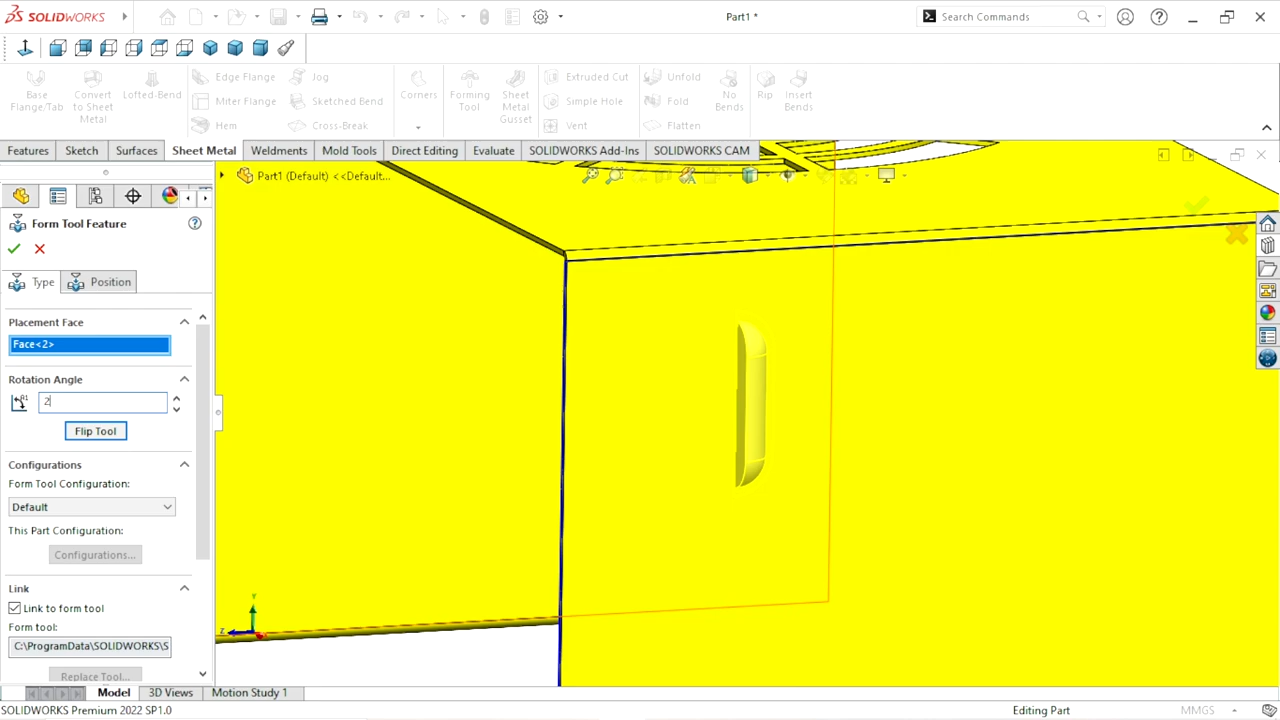 SOLIDWORKS
Part1 *
Search Commands
Base Flange/Tab
Convert to Sheet Metal
Lofted-Bend
Edge Flange
Miter Flange
Hem
Jog
Sketched Bend
Cross-Break
Corners
Forming Tool
Sheet Metal Gusset
Extruded Cut
Simple Hole
Vent
Unfold
Fold
Flatten
No Bends
Rip
Insert Bends
Features
Sketch
Surfaces
Sheet Metal
Weldments
Mold Tools
Direct Editing
Evaluate
SOLIDWORKS Add-Ins
SOLIDWORKS CAM
Part1 (Default) <<Default...
Form Tool Feature
Type
Position
Placement Face
Face<2>
Rotation Angle
2
Flip Tool
Configurations
Form Tool Configuration:
Default
This Part Configuration:
Configurations...
Link
Link to form tool
Form tool:
C:\ProgramData\SOLIDWORKS\S
Replace Tool...
Y
Z
Model
3D Views
Motion Study 1
SOLIDWORKS Premium 2022 SP1.0
Editing Part
MMGS